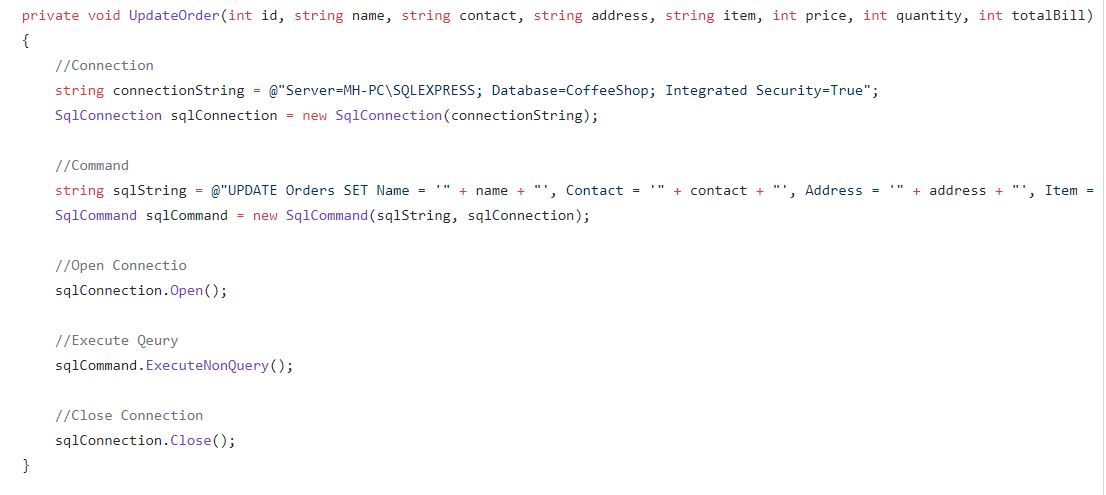 private void UpdateOrder(int id, string name, string contact, string address, string item, int price, int quantity, int totalBill)
{
//Connection
string connectionString = @"Server=MH-PC\SQLEXPRESS; Database=CoffeeShop; Integrated Security=True";
SqlConnection sqlConnection = new SqlConnection(connectionString);
//Command
string sqlString = @"UPDATE Orders SET Name = '" + name + "', Contact = '" + contact + "', Address = '" + address + "', Item =
SqlCommand sqlCommand = new SqlCommand(sqlString, sqlConnection);
//Open Connectio
sqlConnection.Open();
//Execute Qeury
sqlCommand.ExecuteNonQuery();
//Close Connection
sqlConnection.Close();
}